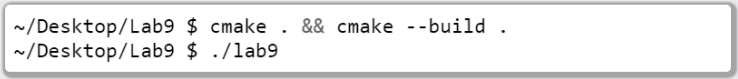 ~/Desktop/Lab9 $ cmake . && cmake --build .
~/Desktop/Lab9 $ ./lab9